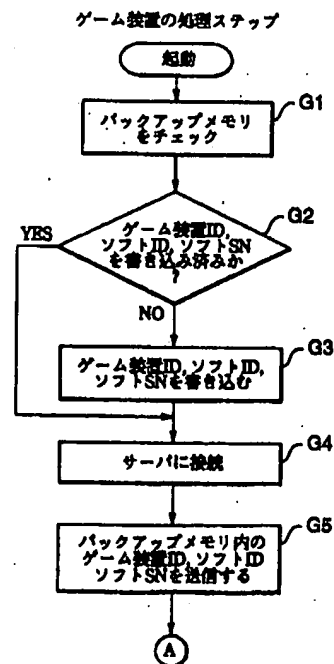 ゲーム装置の処理ステップ
起動
G1
バックアップメモリ
をチェック
G2
ゲーム装置ID,
ソフトID, ソフトSN
を書き込み済みか
?
YES
NO
G3
ゲーム装置ID, ソフトID,
ソフトSNを書き込む
G4
サーバに接続
G5
バックアップメモリ内の
ゲーム装置ID, ソフトID
ソフトSNを送信する
A